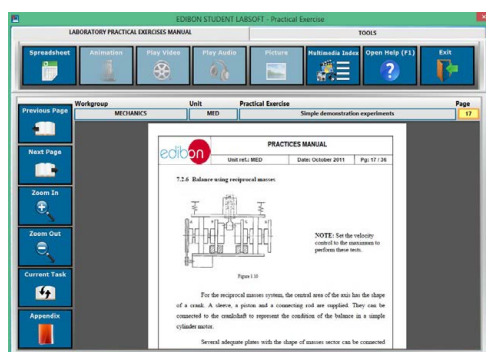 EDIBON STUDENT LABSOFT - Practical Exercise
LABORATORY PRACTICAL EXERCISES MANUAL
TOOLS
Spreadsheet
Animation
Play Video
Play Audio
Picture
Multimedia Index
Open Help (F1)
Exit
Previous Page
Next Page
Zoom In
Zoom Out
Current Task
Appendix
Workgroup Unit Practical Exercise Page
MECHANICS MED Simple demonstration experiments 17
edibon
PRACTICES MANUAL
Unit ref.: MED Date: October 2011 Pg: 17 / 36
7.2.6 Balance using reciprocal masses
NOTE: Set the velocity
control to the maximum to
perform these tests.
For the reciprocal masses system, the central area of the axis has the shape
of a crank. A sleeve, a piston and a connecting rod are supplied. They can be
connected to the crankshaft to represent the condition of the balance in a simple
cylinder motor.
Several adequate plates with the shape of masses sector can be connected